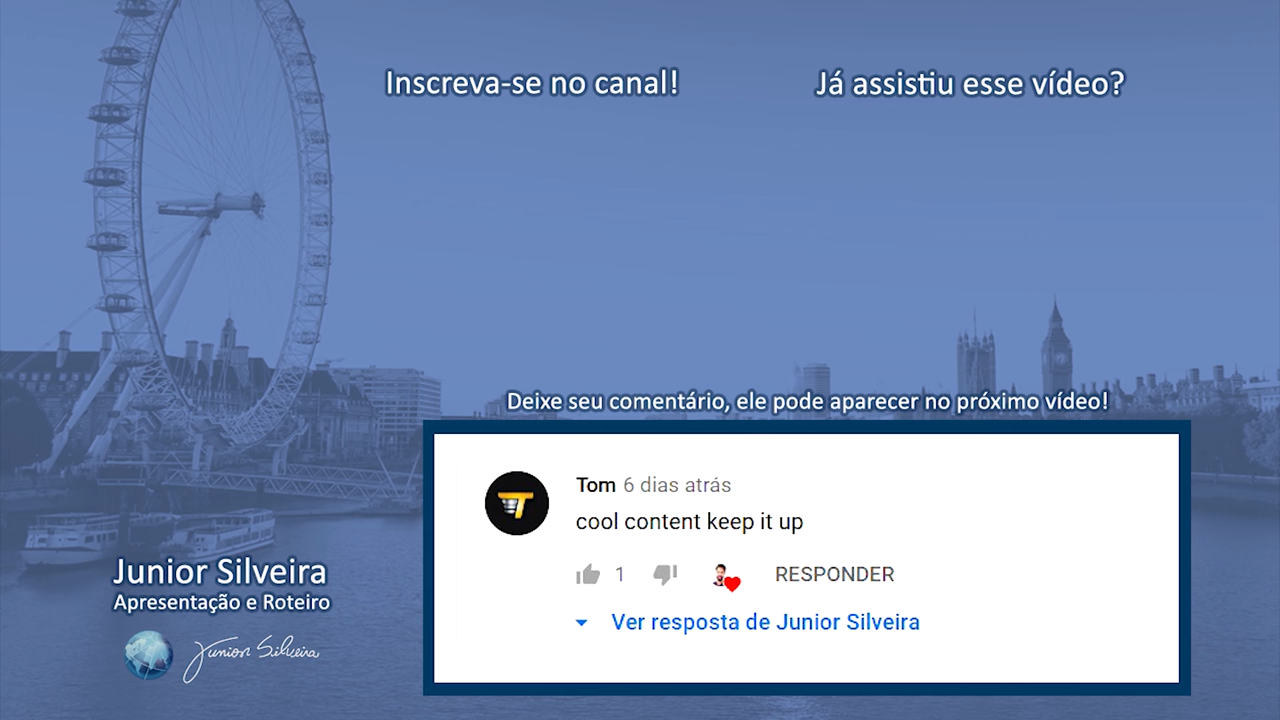 Inscreva-se no canal!
Já assistiu esse vídeo?
Deixe seu comentário, ele pode aparecer no próximo vídeo!
T
Tom 6 dias atrás
cool content keep it up
1 RESPONDER
Ver resposta de Junior Silveira
Junior Silveira
Apresentação e Roteiro
Junior Silveira